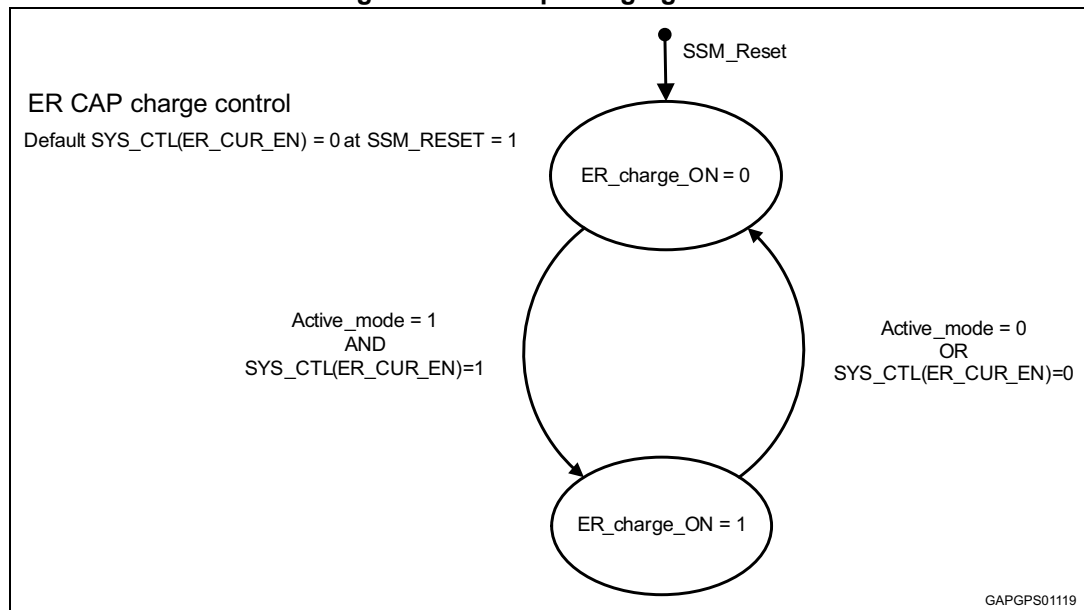 SSM_Reset
ER CAP charge control
Default SYS_CTL(ER_CUR_EN) = 0 at SSM_RESET = 1
ER_charge_ON = 0
Active_mode = 1
AND
SYS_CTL(ER_CUR_EN)=1
Active_mode = 0
OR
SYS_CTL(ER_CUR_EN)=0
ER_charge_ON = 1
GAPGPS01119